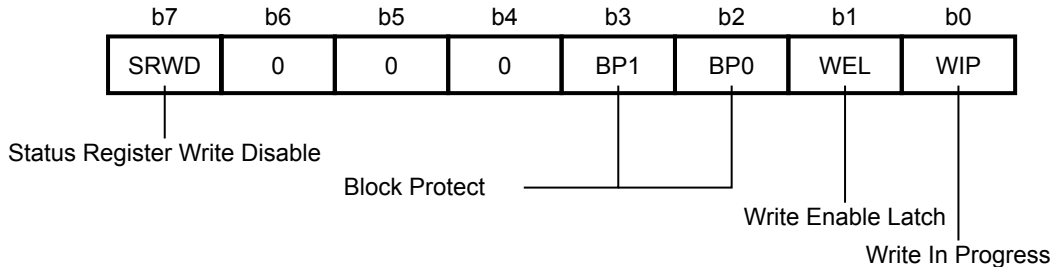 b7 b6 b5 b4 b3 b2 b1 b0
SRWD 0 0 0 BP1 BP0 WEL WIP
Status Register Write Disable
Block Protect
Write Enable Latch
Write In Progress